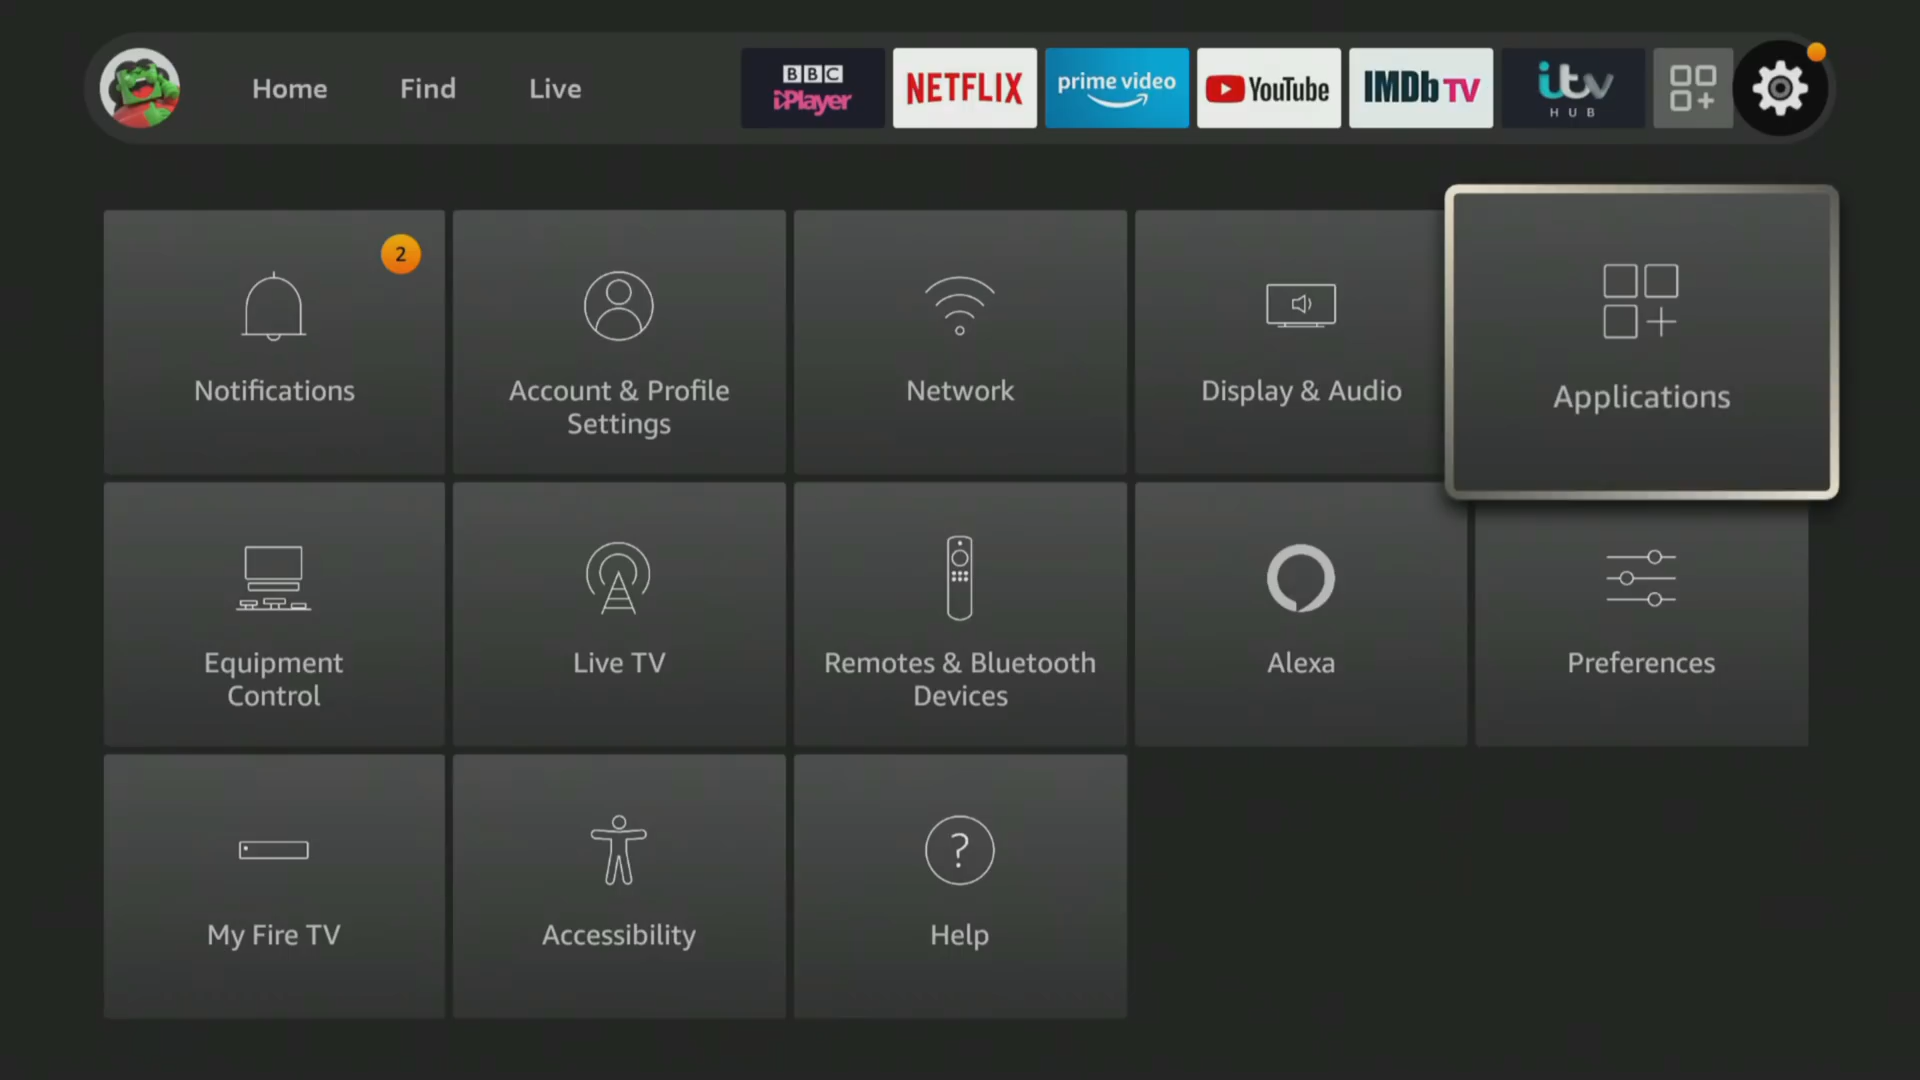 Home
Find
Live
BBC
iPlayer
NETFLIX
prime video
YouTube
IMDb TV
itv
HUB
2
Notifications
Account & Profile
Settings
Network
Display & Audio
Applications
Equipment
Control
Live TV
Remotes & Bluetooth
Devices
Alexa
Preferences
My Fire TV
Accessibility
?
Help